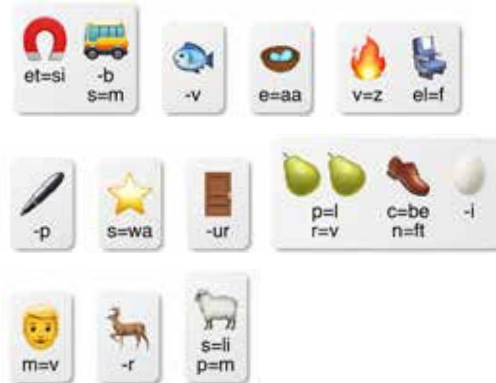 et=si -b
s=m
-v
e=aa
v=z el=f
-p
s=wa
-ur
p=l c=be -i
r=v n=ft
m=v
-r
s=li
p=m